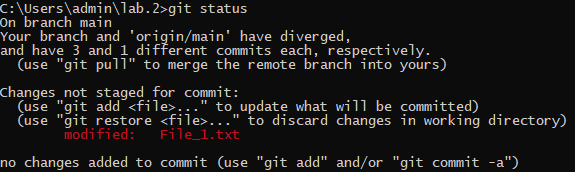 C:\Users\admin\lab.2>git status
On branch main
Your branch and 'origin/main' have diverged,
and have 3 and 1 different commits each, respectively.
  (use "git pull" to merge the remote branch into yours)

Changes not staged for commit:
  (use "git add <file>..." to update what will be committed)
  (use "git restore <file>..." to discard changes in working directory)
        modified:   File_1.txt

no changes added to commit (use "git add" and/or "git commit -a")